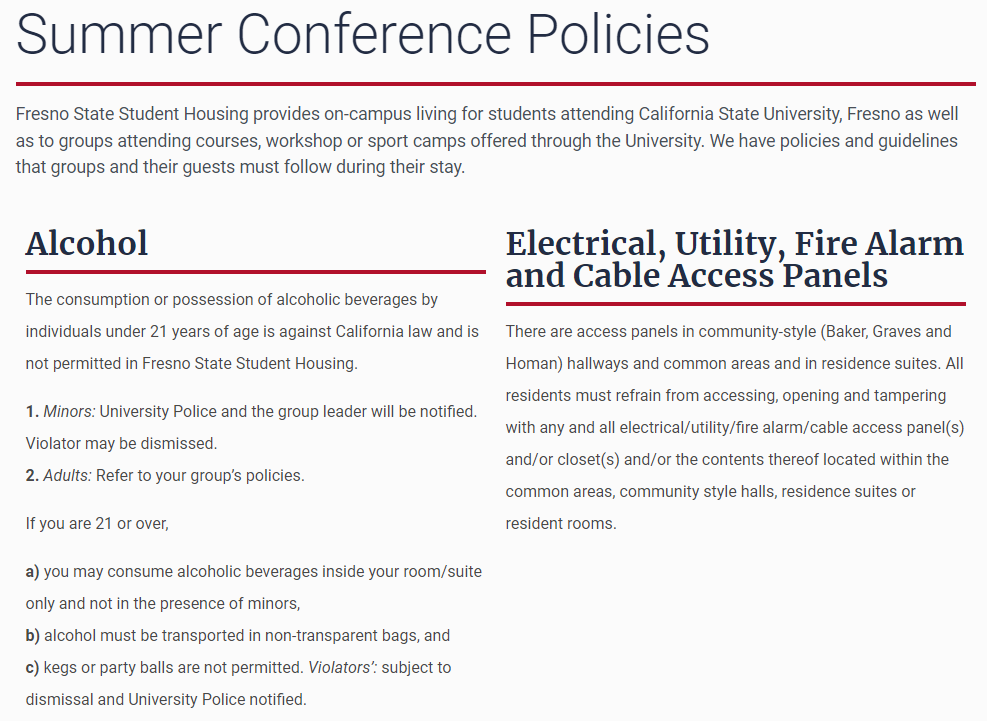 Summer Conference Policies
Fresno State Student Housing provides on-campus living for students attending California State University, Fresno as well
as to groups attending courses, workshop or sport camps offered through the University. We have policies and guidelines
that groups and their guests must follow during their stay.
Alcohol
The consumption or possession of alcoholic beverages by
individuals under 21 years of age is against California law and is
not permitted in Fresno State Student Housing.
1. Minors: University Police and the group leader will be notified.
Violator may be dismissed.
2. Adults: Refer to your group’s policies.
If you are 21 or over,
a) you may consume alcoholic beverages inside your room/suite
only and not in the presence of minors,
b) alcohol must be transported in non-transparent bags, and
c) kegs or party balls are not permitted. Violators’: subject to
dismissal and University Police notified.
Electrical, Utility, Fire Alarm
and Cable Access Panels
There are access panels in community-style (Baker, Graves and
Homan) hallways and common areas and in residence suites. All
residents must refrain from accessing, opening and tampering
with any and all electrical/utility/fire alarm/cable access panel(s)
and/or closet(s) and/or the contents thereof located within the
common areas, community style halls, residence suites or
resident rooms.